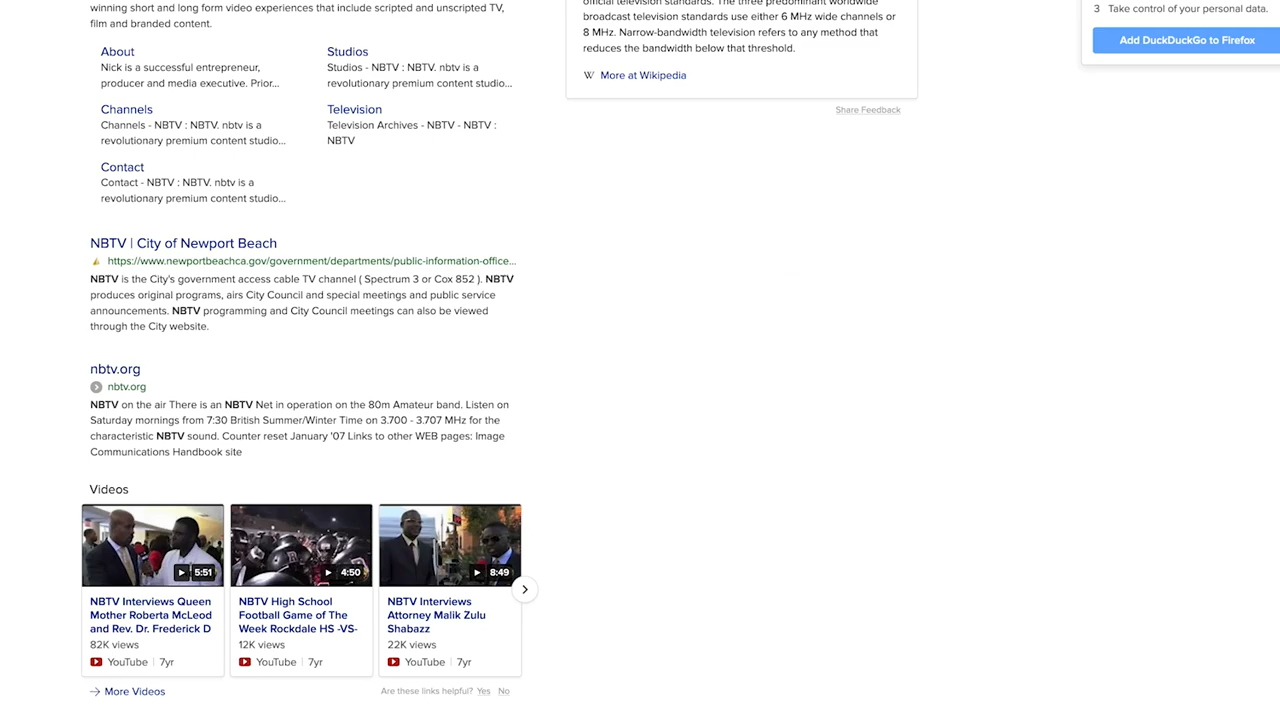 winning short and long form video experiences that include scripted and unscripted TV,
film and branded content.
About
Nick is a successful entrepreneur,
producer and media executive. Prior...
Studios
Studios - NBTV : NBTV. nbtv is a
revolutionary premium content studio...
Channels
Channels - NBTV : NBTV. nbtv is a
revolutionary premium content studio...
Television
Television Archives - NBTV - NBTV :
NBTV
Contact
Contact - NBTV : NBTV. nbtv is a
revolutionary premium content studio...
NBTV | City of Newport Beach
https://www.newportbeachca.gov/government/departments/public-information-office...
NBTV is the City's government access cable TV channel ( Spectrum 3 or Cox 852 ). NBTV
produces original programs, airs City Council and special meetings and public service
announcements. NBTV programming and City Council meetings can also be viewed
through the City website.
nbtv.org
nbtv.org
NBTV on the air There is an NBTV Net in operation on the 80m Amateur band. Listen on
Saturday mornings from 7:30 British Summer/Winter Time on 3.700 - 3.707 MHz for the
characteristic NBTV sound. Counter reset January '07 Links to other WEB pages: Image
Communications Handbook site
Videos
5:51
NBTV Interviews Queen
Mother Roberta McLeod
and Rev. Dr. Frederick D
82K views
YouTube | 7yr
4:50
NBTV High School
Football Game of The
Week Rockdale HS -VS-
12K views
YouTube | 7yr
8:49
NBTV Interviews
Attorney Malik Zulu
Shabazz
22K views
YouTube | 7yr
More Videos
Are these links helpful? Yes No
official television standards. The three predominant worldwide
broadcast television standards use either 6 MHz wide channels or
8 MHz. Narrow-bandwidth television refers to any method that
reduces the bandwidth below that threshold.
W More at Wikipedia
Share Feedback
3 Take control of your personal data.
Add DuckDuckGo to Firefox